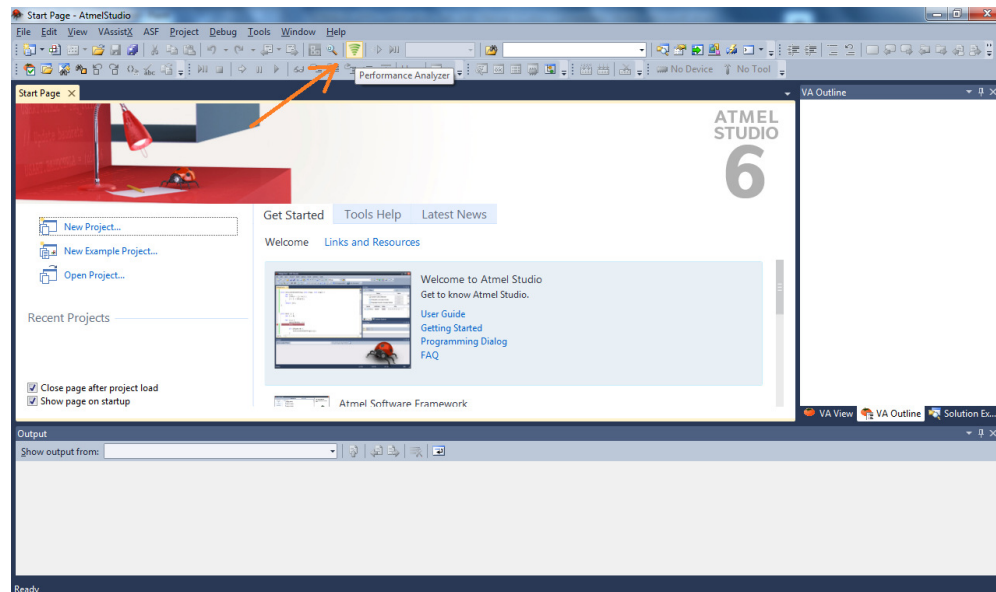 Start Page - AtmelStudio
File Edit View VAssistX ASF Project Debug Tools Window Help
No Device No Tool
Performance Analyzer
Start Page
VA Outline
ATMEL
STUDIO
6
New Project...
New Example Project...
Open Project...
Recent Projects
Close page after project load
Show page on startup
Get Started Tools Help Latest News
Welcome Links and Resources
Welcome to Atmel Studio
Get to know Atmel Studio.
User Guide
Getting Started
Programming Dialog
FAQ
Atmel Software Framework
VA View VA Outline Solution Ex...
Output
Show output from:
Ready